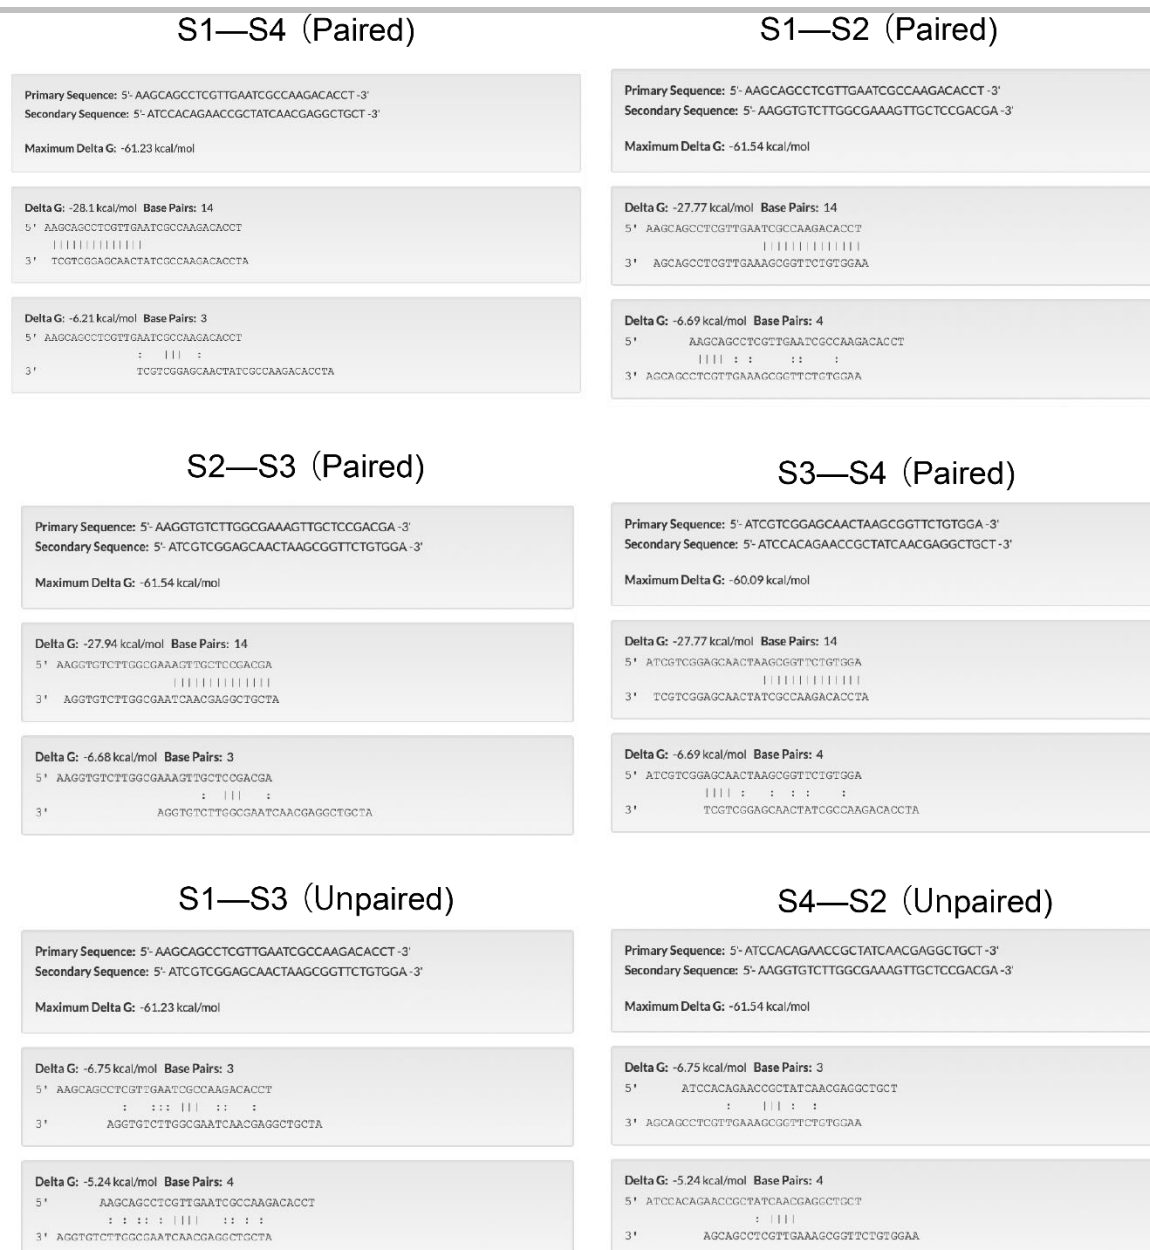 S1—S4 (Paired)
Primary Sequence: 5'- AAGCAGCCTCGTTGAATCGCCAAGACACCT -3'
Secondary Sequence: 5'- ATCCACAGAACCGCTATCAACGAGGCTGCT -3'
Maximum Delta G: -61.23 kcal/mol
Delta G: -28.1 kcal/mol Base Pairs: 14
5' AAGCAGCCTCGTTGAATCGCCAAGACACCT
||||||||||||||
3' TCGTCGGAGCAACTATCGCCAAGACACCTA
Delta G: -6.21 kcal/mol Base Pairs: 3
5' AAGCAGCCTCGTTGAATCGCCAAGACACCT
: ||| :
3' TCGTCGGAGCAACTATCGCCAAGACACCTA
S1—S2 (Paired)
Primary Sequence: 5'- AAGCAGCCTCGTTGAATCGCCAAGACACCT -3'
Secondary Sequence: 5'- AAGGTGTCTTGGCGAAAGTTGCTCCGACGA -3'
Maximum Delta G: -61.54 kcal/mol
Delta G: -27.77 kcal/mol Base Pairs: 14
5' AAGCAGCCTCGTTGAATCGCCAAGACACCT
||||||||||||||
3' AGCAGCCTCGTTGAAAGCGGTTCTGTGGAA
Delta G: -6.69 kcal/mol Base Pairs: 4
5' AAGCAGCCTCGTTGAATCGCCAAGACACCT
|||| : : :: :
3' AGCAGCCTCGTTGAAAGCGGTTCTGTGGAA
S2—S3 (Paired)
Primary Sequence: 5'- AAGGTGTCTTGGCGAAAGTTGCTCCGACGA -3'
Secondary Sequence: 5'- ATCGTCGGAGCAACTAAGCGGTTCTGTGGA -3'
Maximum Delta G: -61.54 kcal/mol
Delta G: -27.94 kcal/mol Base Pairs: 14
5' AAGGTGTCTTGGCGAAAGTTGCTCCGACGA
||||||||||||||
3' AGGTGTCTTGGCGAATCAACGAGGCTGCTA
Delta G: -6.68 kcal/mol Base Pairs: 3
5' AAGGTGTCTTGGCGAAAGTTGCTCCGACGA
: ||| :
3' AGGTGTCTTGGCGAATCAACGAGGCTGCTA
S3—S4 (Paired)
Primary Sequence: 5'- ATCGTCGGAGCAACTAAGCGGTTCTGTGGA -3'
Secondary Sequence: 5'- ATCCACAGAACCGCTATCAACGAGGCTGCT -3'
Maximum Delta G: -60.09 kcal/mol
Delta G: -27.77 kcal/mol Base Pairs: 14
5' ATCGTCGGAGCAACTAAGCGGTTCTGTGGA
||||||||||||||
3' TCGTCGGAGCAACTATCGCCAAGACACCTA
Delta G: -6.69 kcal/mol Base Pairs: 4
5' ATCGTCGGAGCAACTAAGCGGTTCTGTGGA
|||| : : : : :
3' TCGTCGGAGCAACTATCGCCAAGACACCTA
S1—S3 (Unpaired)
Primary Sequence: 5'- AAGCAGCCTCGTTGAATCGCCAAGACACCT -3'
Secondary Sequence: 5'- ATCGTCGGAGCAACTAAGCGGTTCTGTGGA -3'
Maximum Delta G: -61.23 kcal/mol
Delta G: -6.75 kcal/mol Base Pairs: 3
5' AAGCAGCCTCGTTGAATCGCCAAGACACCT
: ::: ||| :: :
3' AGGTGTCTTGGCGAATCAACGAGGCTGCTA
Delta G: -5.24 kcal/mol Base Pairs: 4
5' AAGCAGCCTCGTTGAATCGCCAAGACACCT
: : :: : |||| :: : :
3' AGGTGTCTTGGCGAATCAACGAGGCTGCTA
S4—S2 (Unpaired)
Primary Sequence: 5'- ATCCACAGAACCGCTATCAACGAGGCTGCT -3'
Secondary Sequence: 5'- AAGGTGTCTTGGCGAAAGTTGCTCCGACGA -3'
Maximum Delta G: -61.54 kcal/mol
Delta G: -6.75 kcal/mol Base Pairs: 3
5' ATCCACAGAACCGCTATCAACGAGGCTGCT
: ||| : :
3' AGCAGCCTCGTTGAAAGCGGTTCTGTGGAA
Delta G: -5.24 kcal/mol Base Pairs: 4
5' ATCCACAGAACCGCTATCAACGAGGCTGCT
: ||||
3' AGCAGCCTCGTTGAAAGCGGTTCTGTGGAA